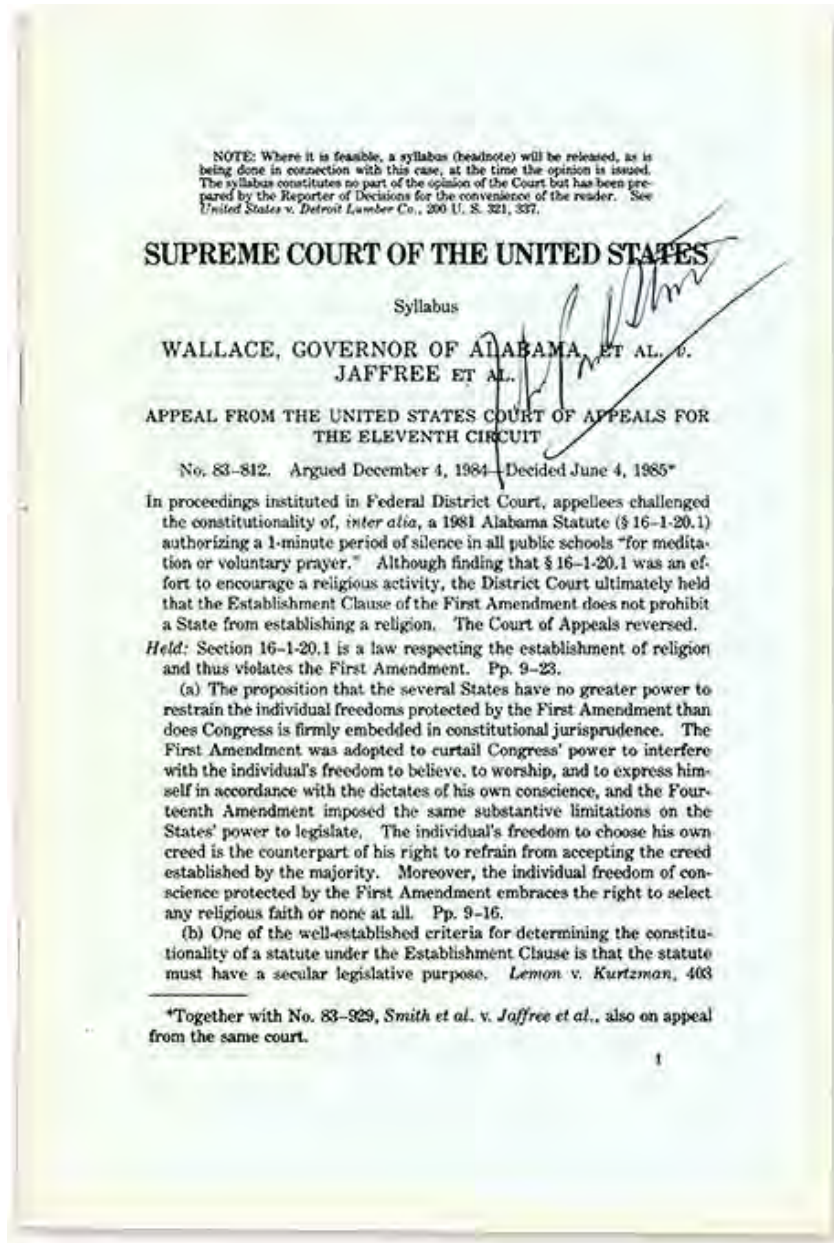 NOTE: Where it is feasible, a syllabus (headnote) will be released, as is
being done in connection with this case, at the time the opinion is issued.
The syllabus constitutes no part of the opinion of the Court but has been pre-
pared by the Reporter of Decisions for the convenience of the reader. See
United States v. Detroit Lumber Co., 200 U. S. 321, 337.
SUPREME COURT OF THE UNITED STATES
Syllabus
WALLACE, GOVERNOR OF ALABAMA, ET AL. v.
JAFFREE ET AL.
APPEAL FROM THE UNITED STATES COURT OF APPEALS FOR
THE ELEVENTH CIRCUIT
No. 83–812. Argued December 4, 1984—Decided June 4, 1985*
In proceedings instituted in Federal District Court, appellees challenged
the constitutionality of, inter alia, a 1981 Alabama Statute (§ 16–1-20.1)
authorizing a 1-minute period of silence in all public schools "for medita-
tion or voluntary prayer." Although finding that § 16–1-20.1 was an ef-
fort to encourage a religious activity, the District Court ultimately held
that the Establishment Clause of the First Amendment does not prohibit
a State from establishing a religion. The Court of Appeals reversed.
Held: Section 16–1-20.1 is a law respecting the establishment of religion
and thus violates the First Amendment. Pp. 9–23.
(a) The proposition that the several States have no greater power to
restrain the individual freedoms protected by the First Amendment than
does Congress is firmly embedded in constitutional jurisprudence. The
First Amendment was adopted to curtail Congress' power to interfere
with the individual's freedom to believe, to worship, and to express him-
self in accordance with the dictates of his own conscience, and the Four-
teenth Amendment imposed the same substantive limitations on the
States' power to legislate. The individual's freedom to choose his own
creed is the counterpart of his right to refrain from accepting the creed
established by the majority. Moreover, the individual freedom of con-
science protected by the First Amendment embraces the right to select
any religious faith or none at all. Pp. 9–16.
(b) One of the well-established criteria for determining the constitu-
tionality of a statute under the Establishment Clause is that the statute
must have a secular legislative purpose. Lemon v. Kurtzman, 403
*Together with No. 83–929, Smith et al. v. Jaffree et al., also on appeal
from the same court.
1